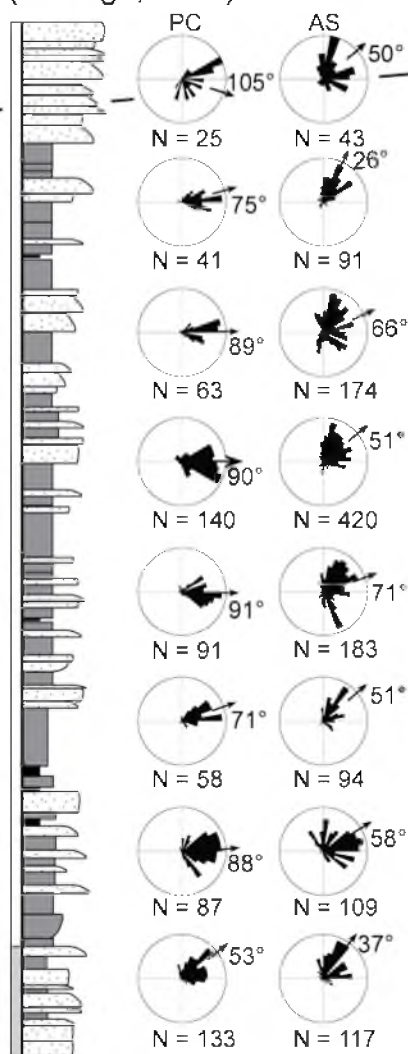 PC AS
105° 50°
N = 25 N = 43
75° 26°
N = 41 N = 91
89° 66°
N = 63 N = 174
90° 51°
N = 140 N = 420
91° 71°
N = 91 N = 183
71° 51°
N = 58 N = 94
88° 58°
N = 87 N = 109
53° 37°
N = 133 N = 117